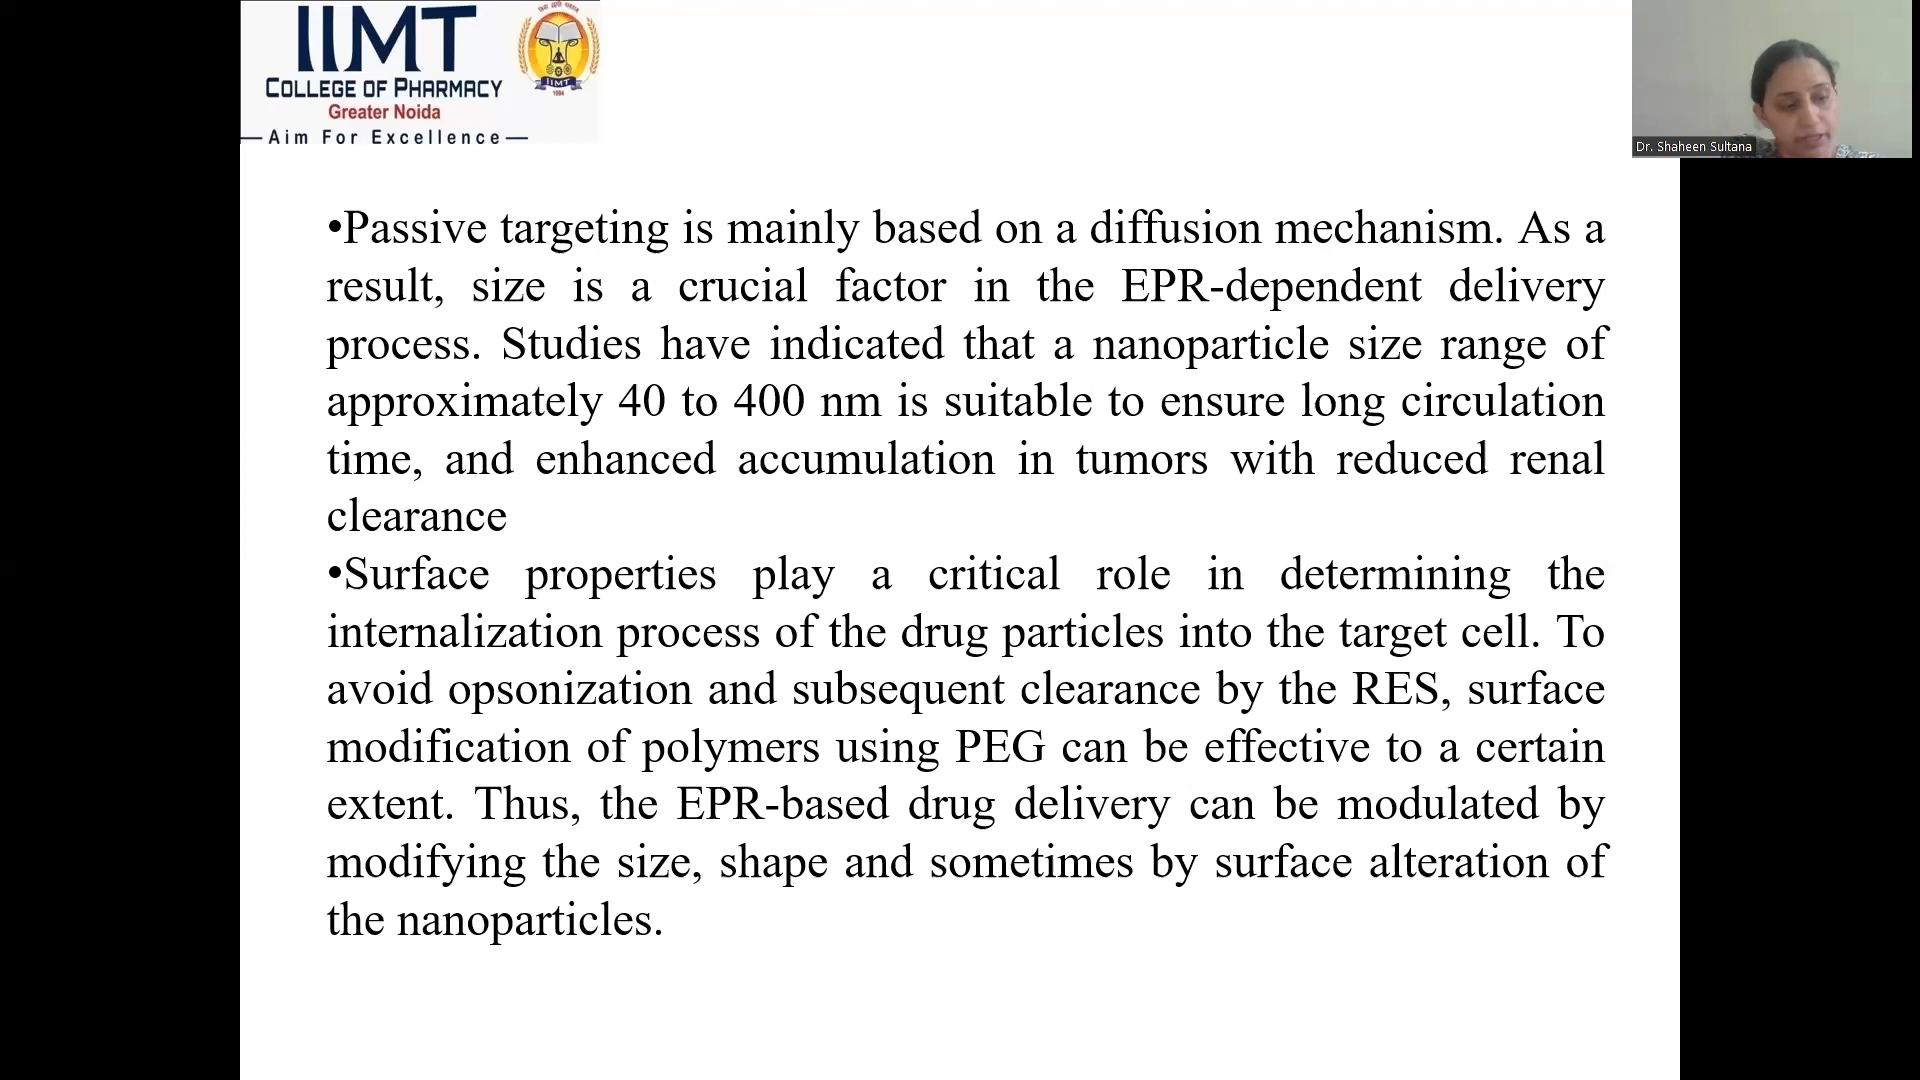 IIMT
COLLEGE OF PHARMACY
Greater Noida
—Aim For Excellence—
IIMT
1994
Dr. Shaheen Sultana
•Passive targeting is mainly based on a diffusion mechanism. As a
result, size is a crucial factor in the EPR-dependent delivery
process. Studies have indicated that a nanoparticle size range of
approximately 40 to 400 nm is suitable to ensure long circulation
time, and enhanced accumulation in tumors with reduced renal
clearance
•Surface properties play a critical role in determining the
internalization process of the drug particles into the target cell. To
avoid opsonization and subsequent clearance by the RES, surface
modification of polymers using PEG can be effective to a certain
extent. Thus, the EPR-based drug delivery can be modulated by
modifying the size, shape and sometimes by surface alteration of
the nanoparticles.